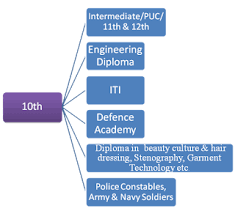 10th
Intermediate/PUC/
11th & 12th
Engineering
Diploma
ITI
Defence
Academy
Diploma in beauty culture & hair
dressing, Stenography, Garment
Technology etc
Police Constables,
Army & Navy Soldiers